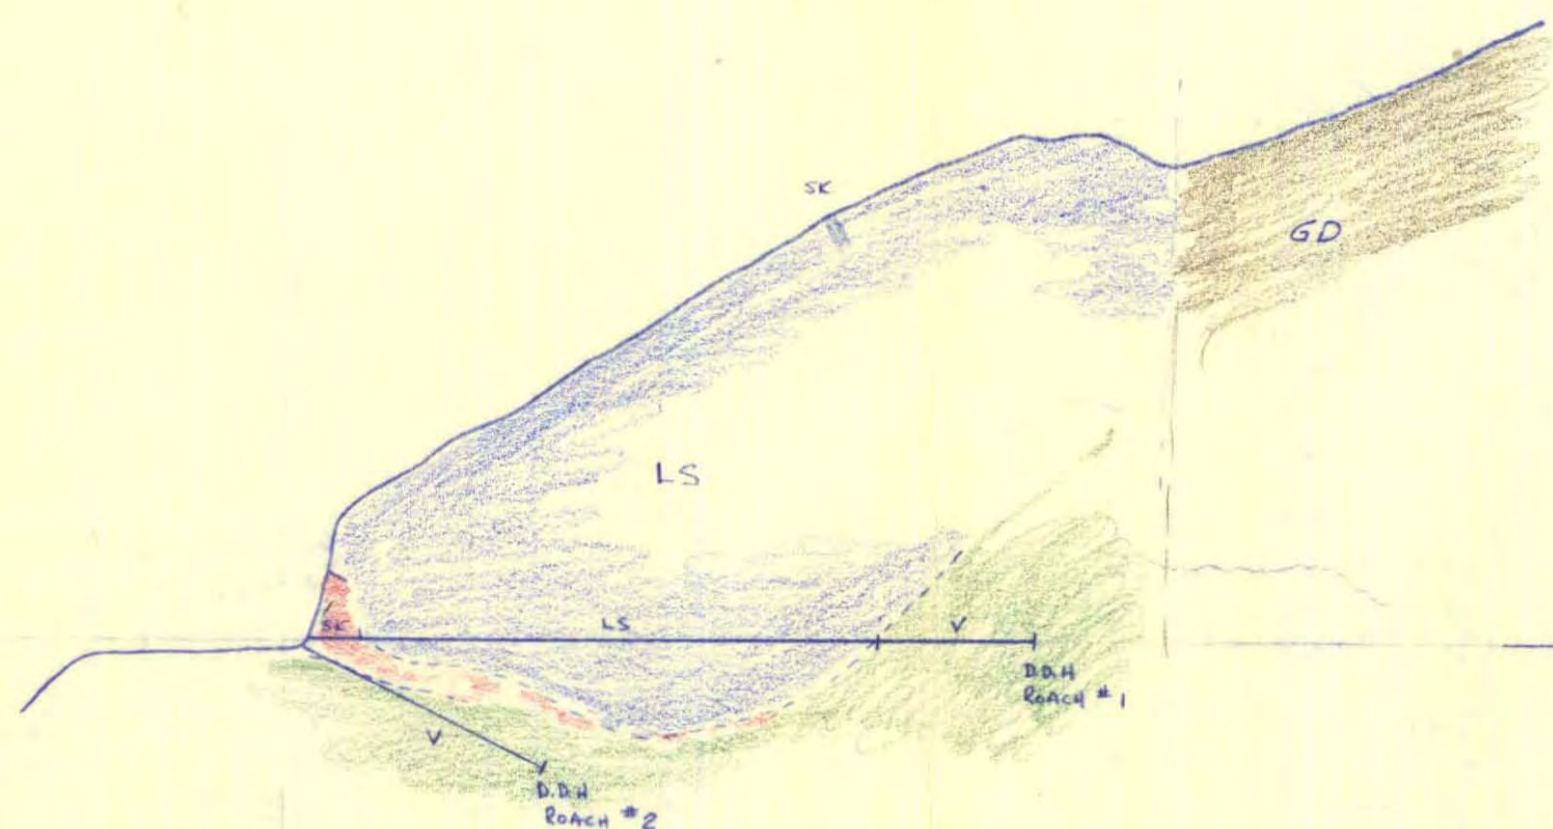 SK
GD
LS
SK
LS
V
D.D.H
ROACH #1
V
D.D.H
ROACH #2